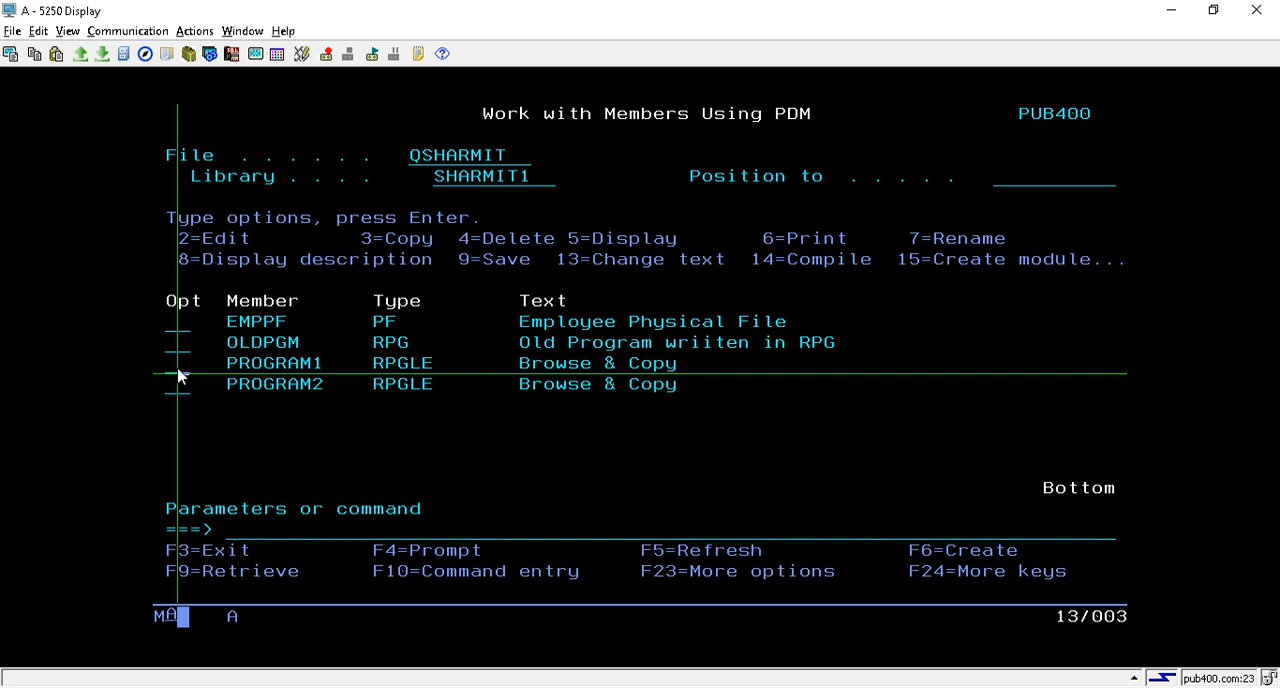 A - 5250 Display
File Edit View Communication Actions Window Help
Work with Members Using PDM PUB400
File . . . . . . QSHARMIT
Library . . . . SHARMIT1 Position to . . . . .
Type options, press Enter.
2=Edit 3=Copy 4=Delete 5=Display 6=Print 7=Rename
8=Display description 9=Save 13=Change text 14=Compile 15=Create module...
Opt Member Type Text
EMPPF PF Employee Physical File
OLDPGM RPG Old Program wriiten in RPG
PROGRAM1 RPGLE Browse & Copy
PROGRAM2 RPGLE Browse & Copy
Bottom
Parameters or command
===>
F3=Exit F4=Prompt F5=Refresh F6=Create
F9=Retrieve F10=Command entry F23=More options F24=More keys
MA A 13/003
pub400.com:23